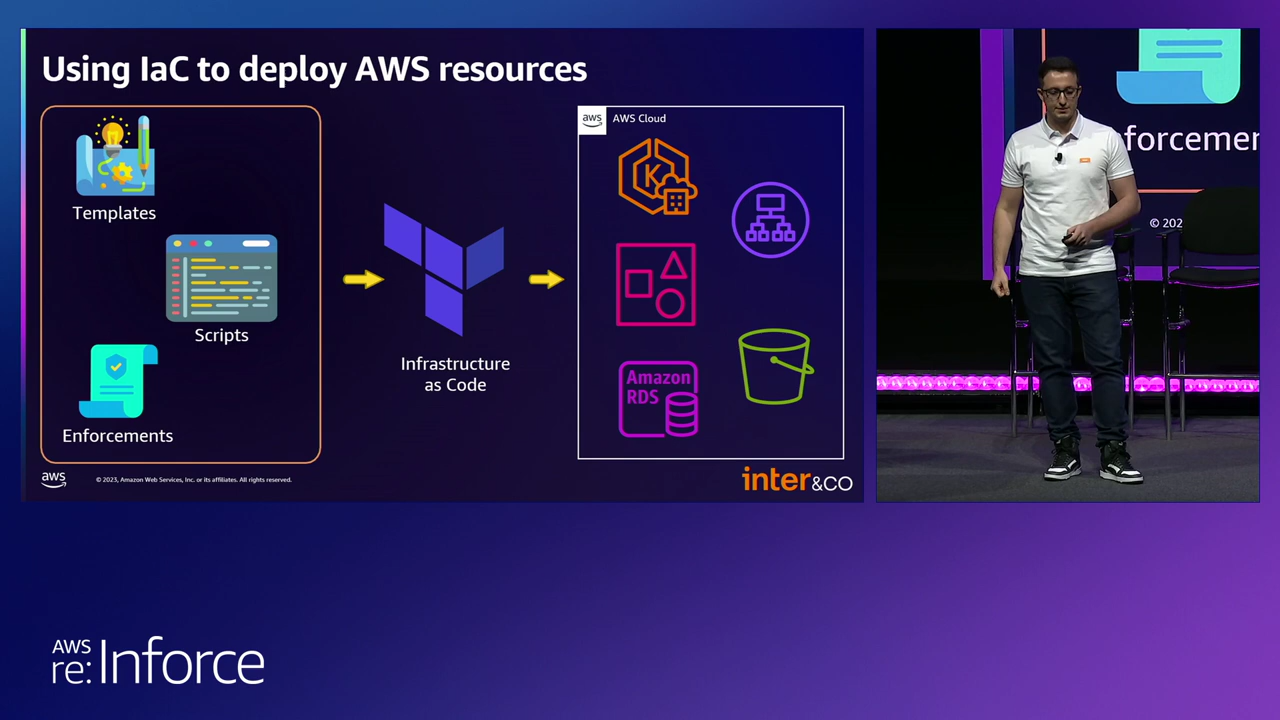 Using IaC to deploy AWS resources
Templates
Scripts
Enforcements
Infrastructure
as Code
aws
AWS Cloud
K
Amazon
RDS
aws
© 2023, Amazon Web Services, Inc. or its affiliates. All rights reserved.
inter&CO
forcemen
© 202
AWS
re:Inforce